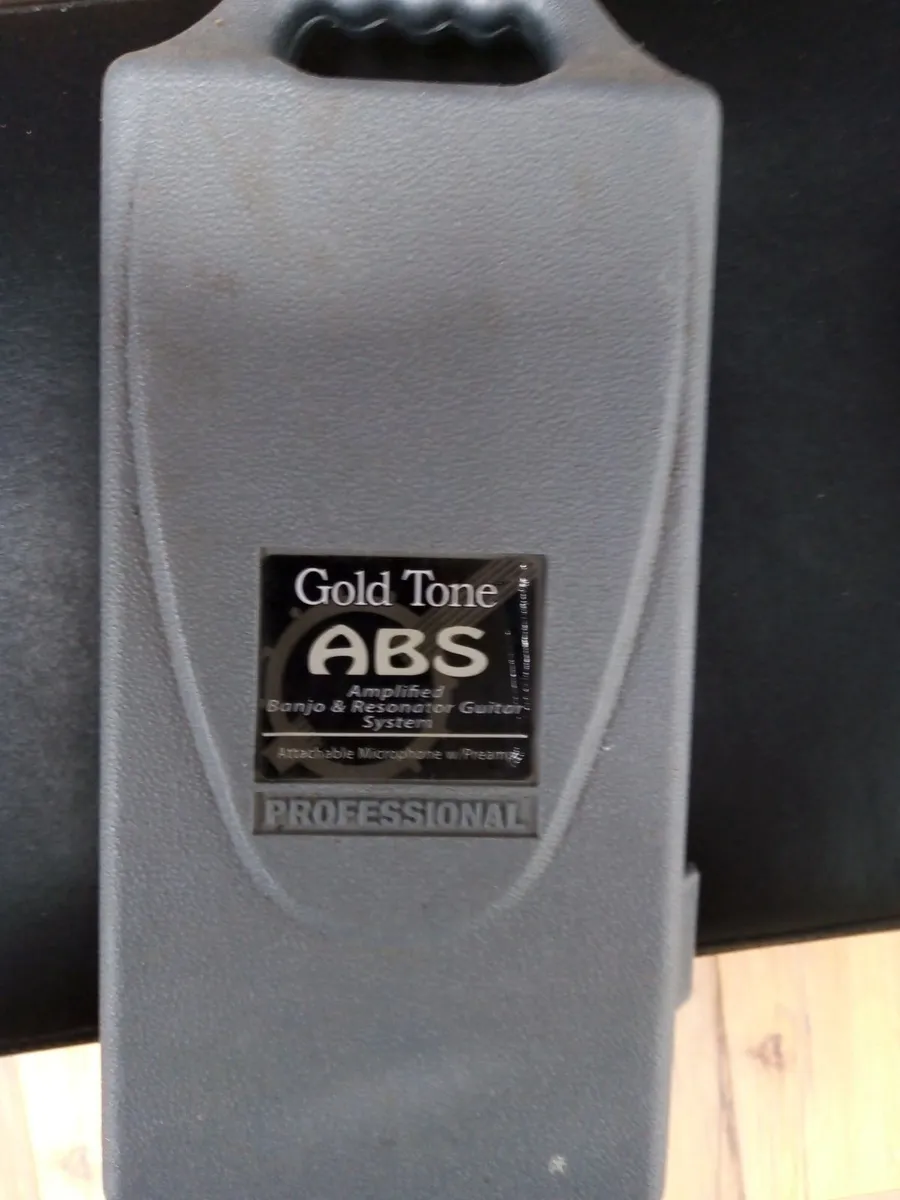 Gold Tone
ABS
Amplified
Banjo & Resonator Guitar
System
Attachable Microphone w/Preamp
PROFESSIONAL